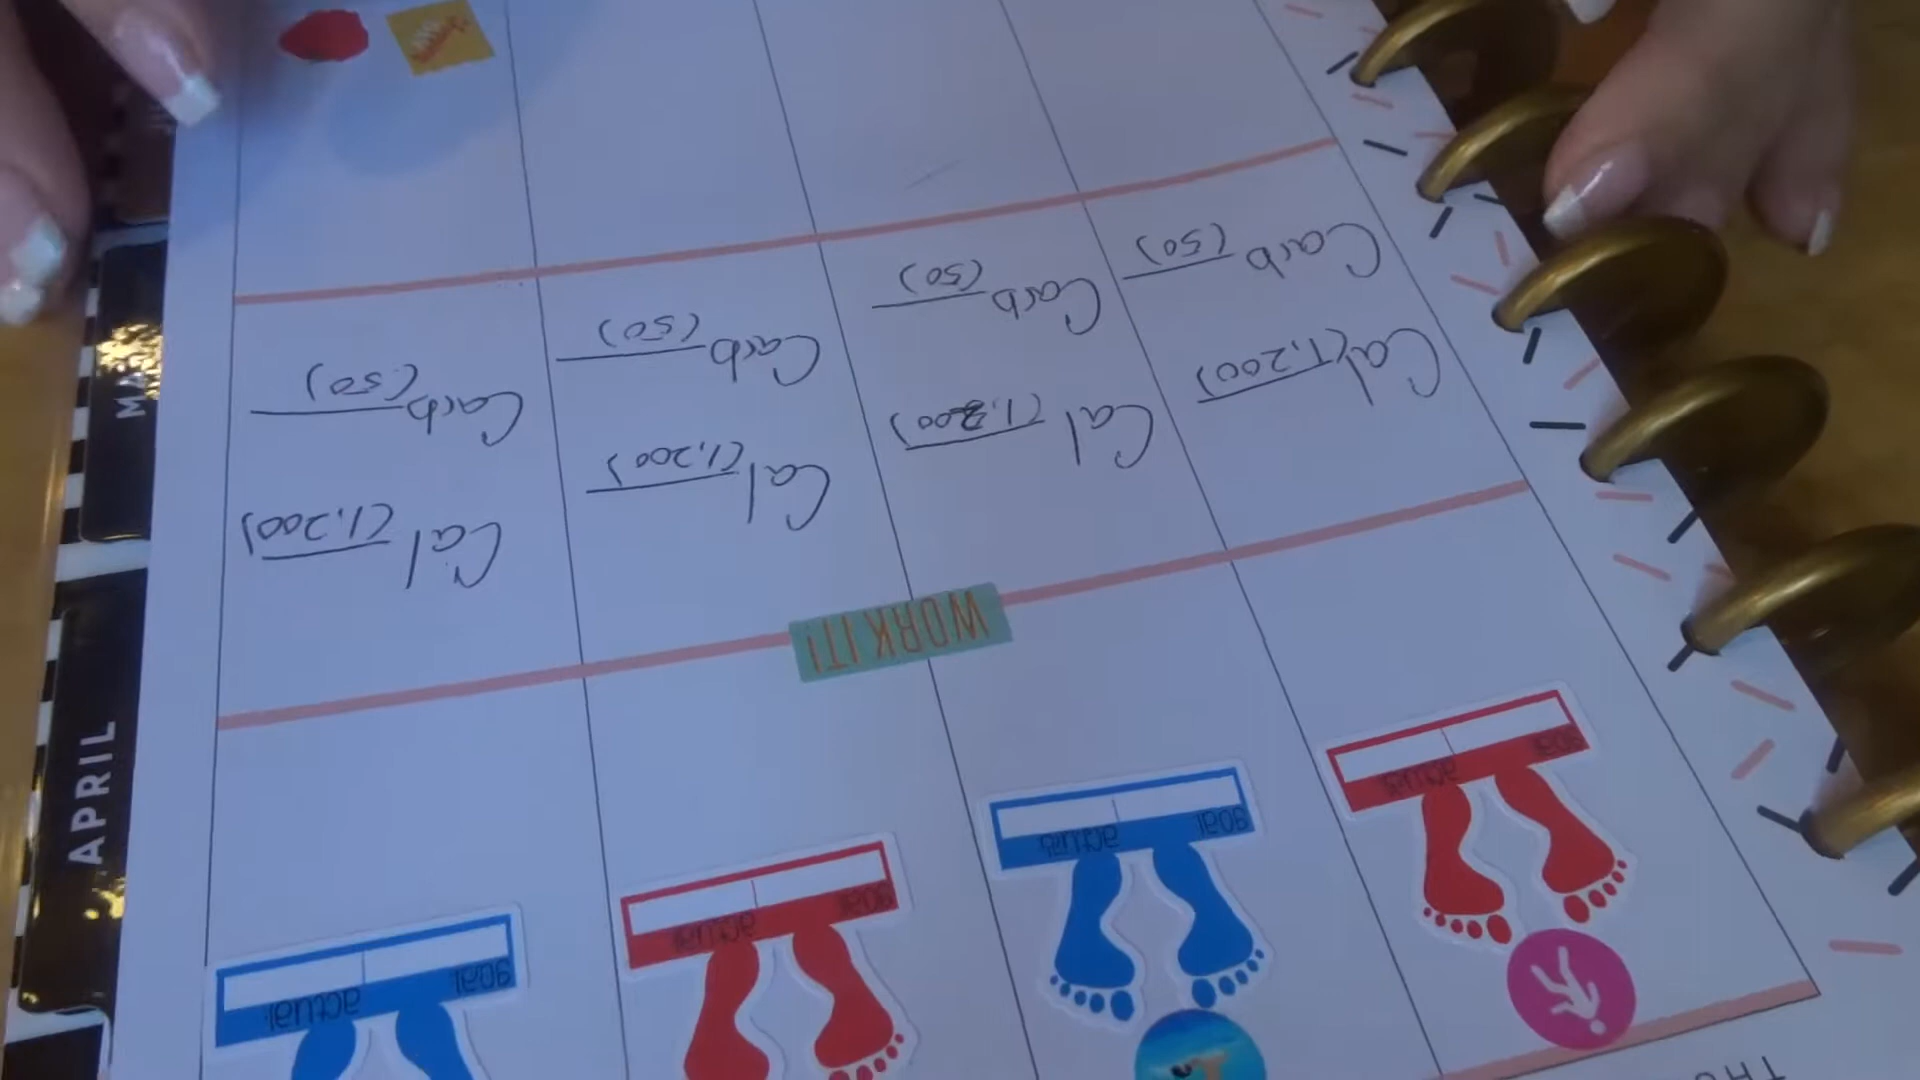 goal: actual:
goal: actual:
goal: actual:
goal: actual:
WORK IT!
Cal (1,200)
Carb (50)
Cal (1,200)
Carb (50)
Cal (1,200)
Carb (50)
Cal (1,200)
Carb (50)
APRIL